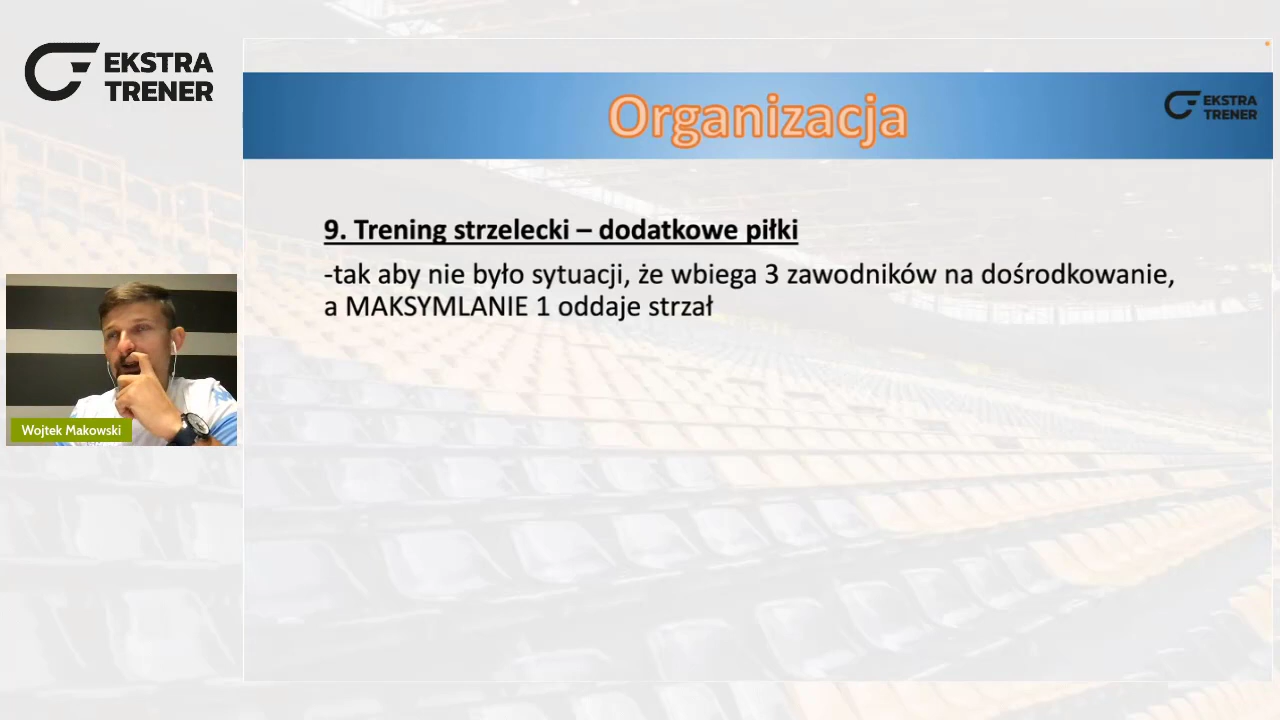 EKSTRA
TRENER
Organizacja
EKSTRA
TRENER
9. Trening strzelecki – dodatkowe piłki
-tak aby nie było sytuacji, że wbiega 3 zawodników na dośrodkowanie,
a MAKSYMLANIE 1 oddaje strzał
Wojtek Makowski